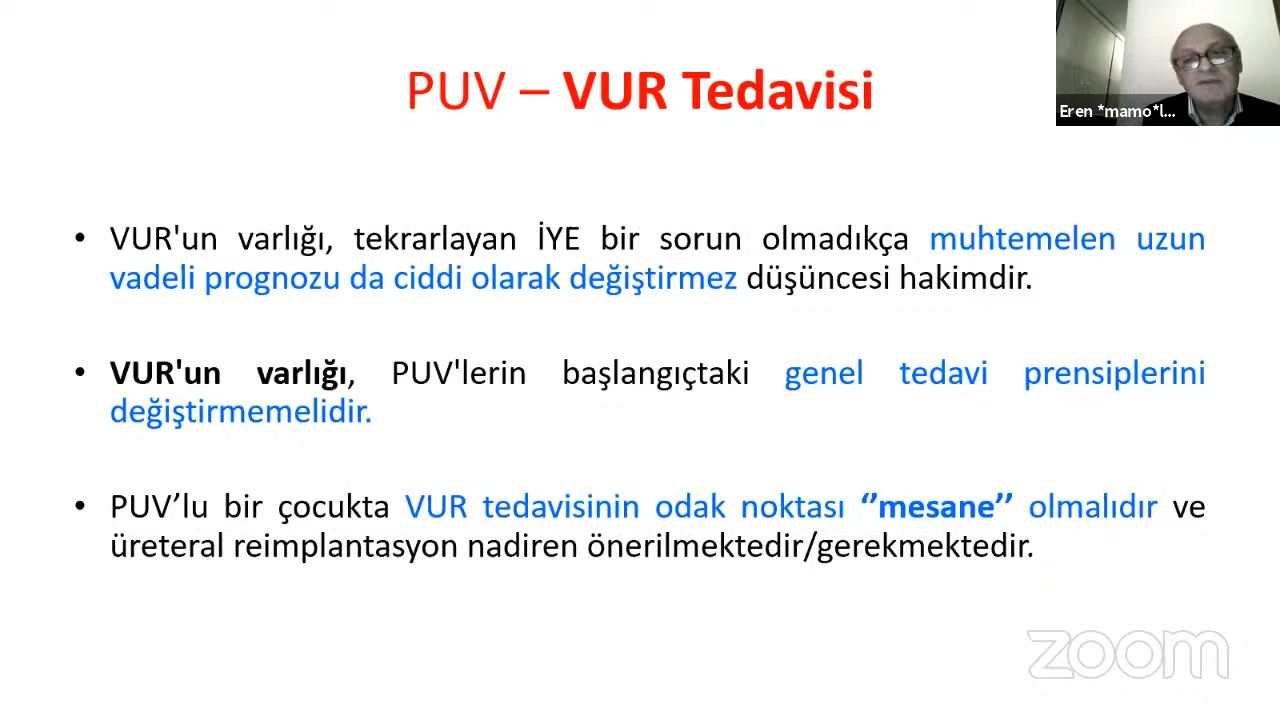 PUV – VUR Tedavisi
Eren *mamo*l...
• VUR'un varlığı, tekrarlayan İYE bir sorun olmadıkça muhtemelen uzun
vadeli prognozu da ciddi olarak değiştirmez düşüncesi hakimdir.
• VUR'un varlığı, PUV'lerin başlangıçtaki genel tedavi prensiplerini
değiştirmemelidir.
• PUV’lu bir çocukta VUR tedavisinin odak noktası ‘’mesane’’ olmalıdır ve
üreteral reimplantasyon nadiren önerilmektedir/gerekmektedir.
zoom